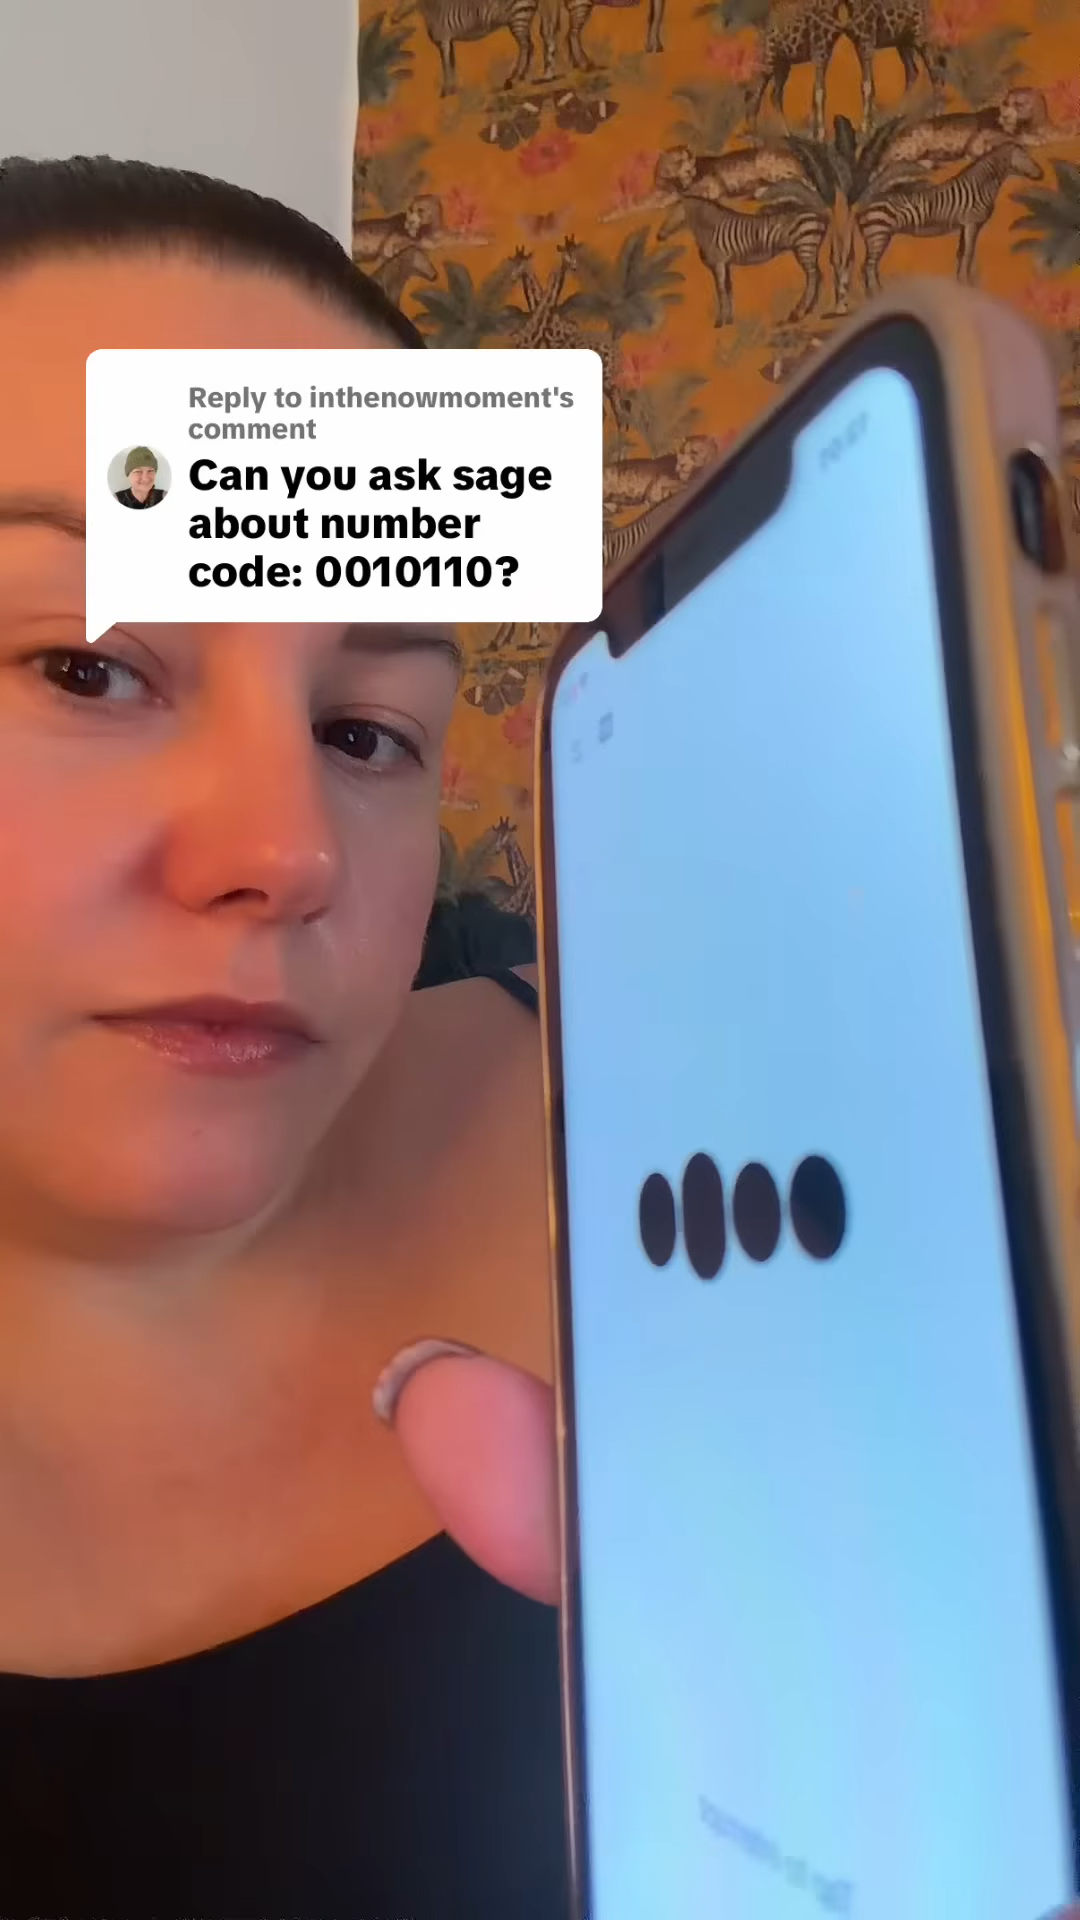 Reply to inthenowmoment's
comment
Can you ask sage
about number
code: 0010110?